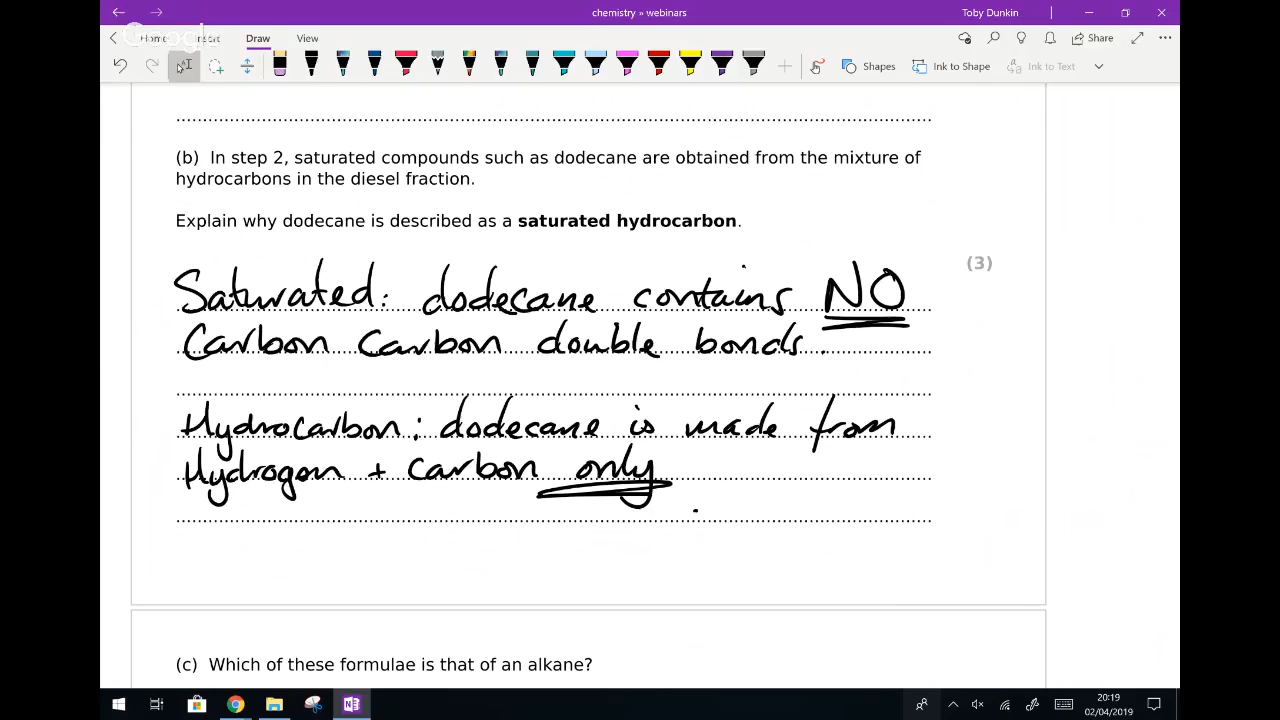 chemistry » webinars
Toby Dunkin
Google
Home Insert Draw View
Share
Shapes Ink to Shape Ink to Text
(b) In step 2, saturated compounds such as dodecane are obtained from the mixture of
hydrocarbons in the diesel fraction.
Explain why dodecane is described as a saturated hydrocarbon.
(3)
Saturated: dodecane contains NO
Carbon Carbon double bonds.
Hydrocarbon: dodecane is made from
Hydrogen + carbon only
(c) Which of these formulae is that of an alkane?
20:19
02/04/2019